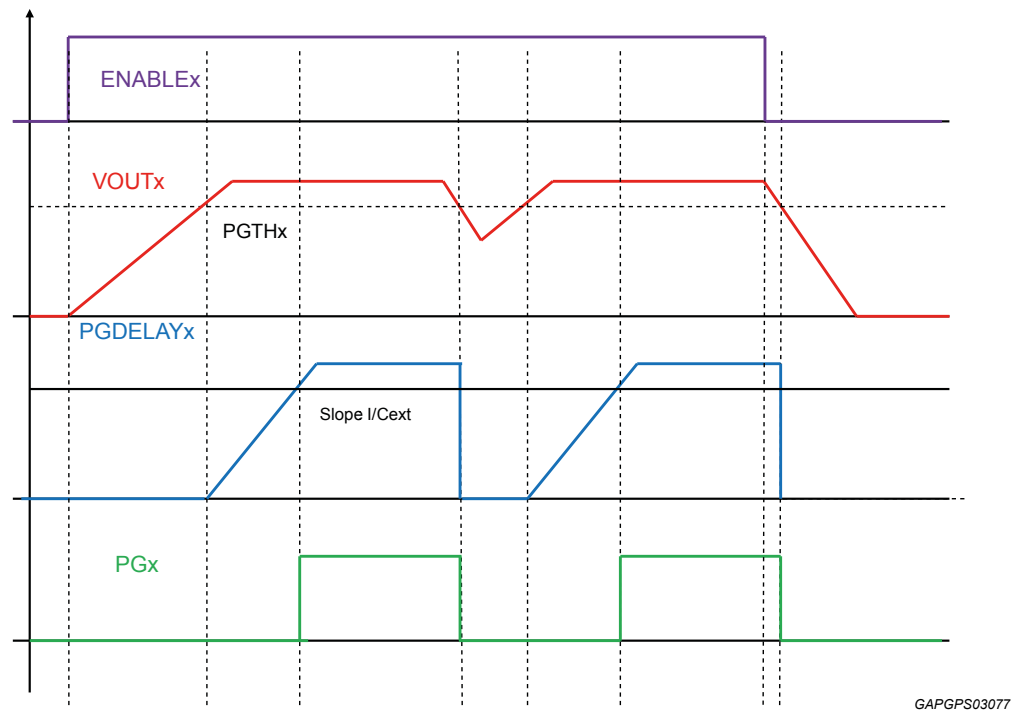 ENABLEx
VOUTx
PGTHx
PGDELAYx
Slope I/Cext
PGx
GAPGPS03077